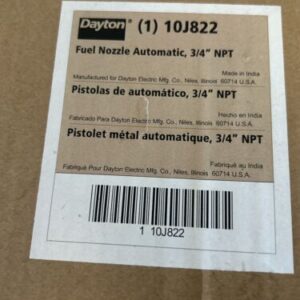 Dayton® (1) 10J822
Fuel Nozzle Automatic, 3/4" NPT
Made in India
Manufactured for Dayton Electric Mfg. Co., Niles, Illinois 60714 U.S.A.
Pistolas de automático, 3/4" NPT
Hecho en India
Fabricado Para Dayton Electric Mfg. Co., Niles, Illinois 60714 U.S.A.
Pistolet métal automatique, 3/4" NPT
Fabriqué au India
Fabriqué Pour Dayton Electric Mfg. Co., Niles, Illinois 60714 U.S.A.
1 10J822